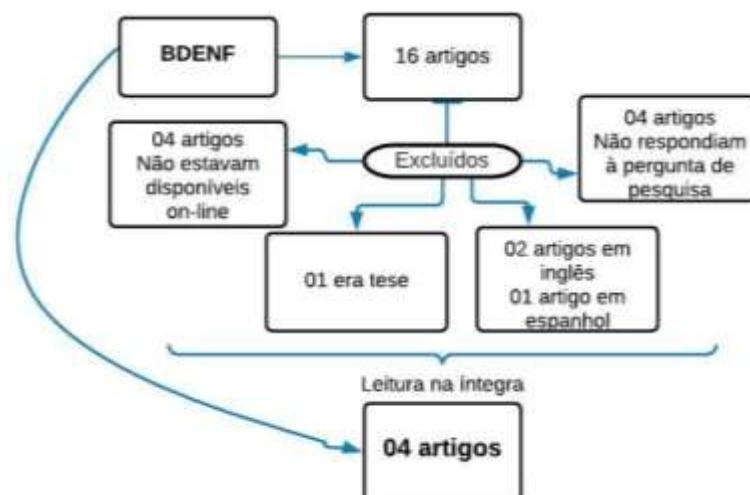 BDENF
16 artigos
04 artigos
Não estavam
disponíveis
on-line
Excluídos
04 artigos
Não respondiam
à pergunta de
pesquisa
01 era tese
02 artigos em
inglês
01 artigo em
espanhol
Leitura na íntegra
04 artigos